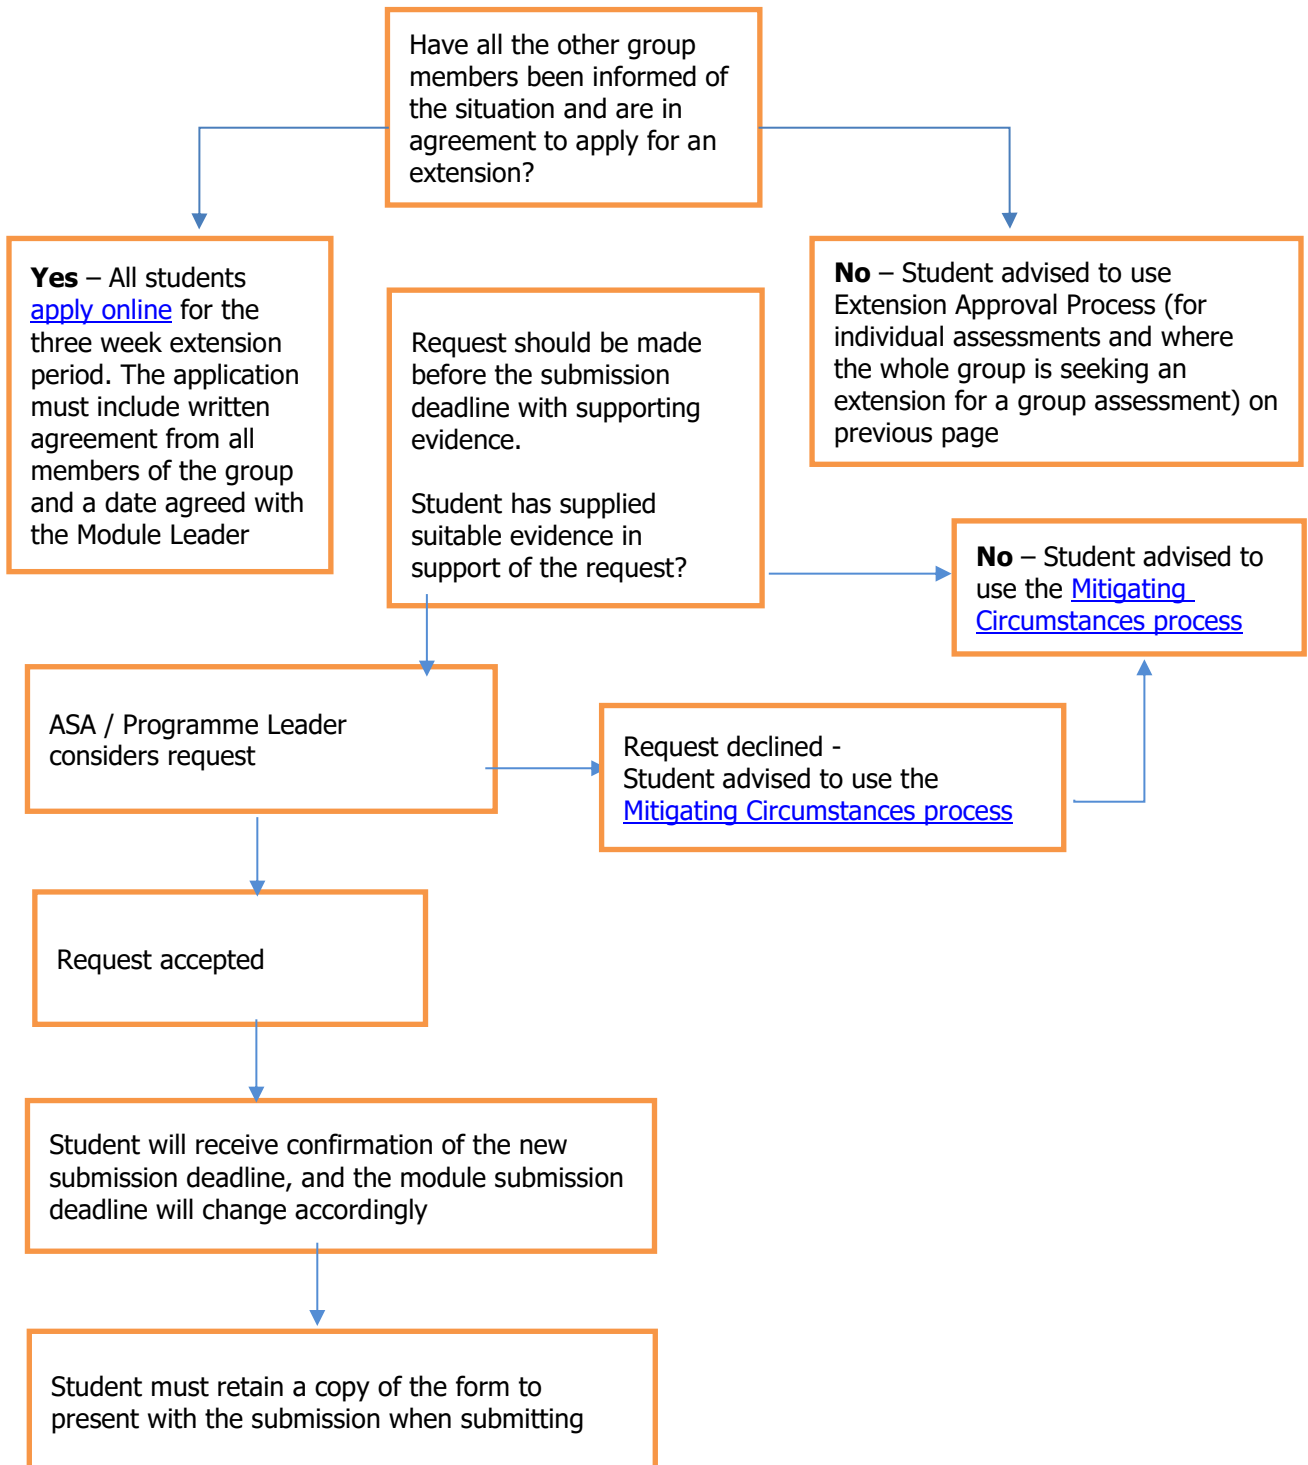 Have all the other group
members been informed of
the situation and are in
agreement to apply for an
extension?
Yes – All students
apply online for the
three week extension
period. The application
must include written
agreement from all
members of the group
and a date agreed with
the Module Leader
Request should be made
before the submission
deadline with supporting
evidence.
Student has supplied
suitable evidence in
support of the request?
No – Student advised to use
Extension Approval Process (for
individual assessments and where
the whole group is seeking an
extension for a group assessment) on
previous page
No – Student advised to
use the Mitigating
Circumstances process
ASA / Programme Leader
considers request
Request declined -
Student advised to use the
Mitigating Circumstances process
Request accepted
Student will receive confirmation of the new
submission deadline, and the module submission
deadline will change accordingly
Student must retain a copy of the form to
present with the submission when submitting